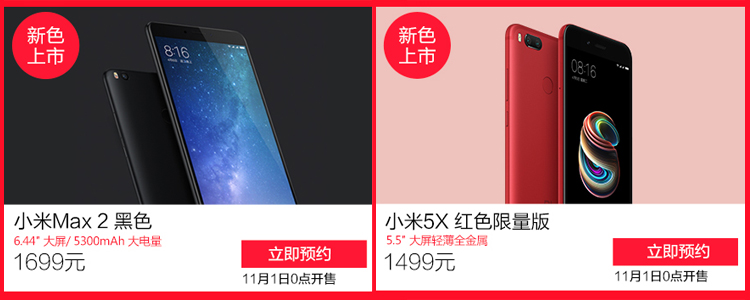 新色
上市
8:16
小米Max 2 黑色
6.44" 大屏/ 5300mAh 大电量
1699元
立即预约
11月1日0点开售
新色
上市
08:16
小米5X 红色限量版
5.5" 大屏轻薄全金属
1499元
立即预约
11月1日0点开售